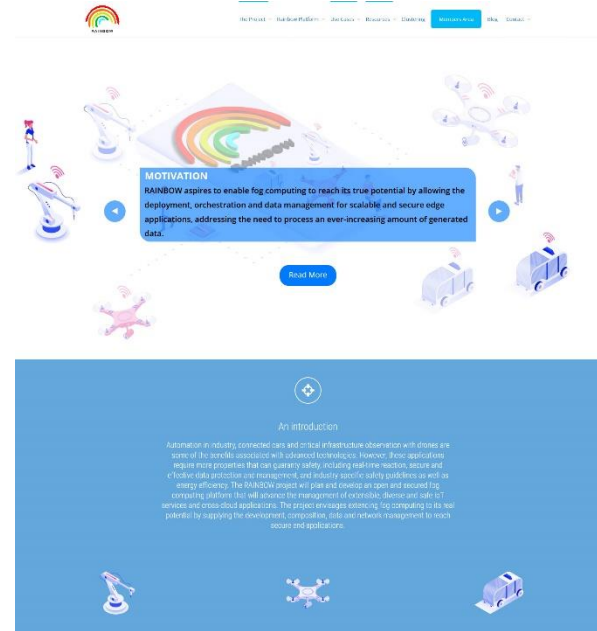 RAINBOW
The Project
Rainbow Platform
Use Cases
Resources
Clustering
Members Area
Blog
Contact
RAINBOW
MOTIVATION
RAINBOW aspires to enable fog computing to reach its true potential by allowing the
deployment, orchestration and data management for scalable and secure edge
applications, addressing the need to process an ever-increasing amount of generated
data.
Read More
An introduction
Automation in industry, connected cars and critical infrastructure observation with drones are
some of the benefits associated with advanced technologies. However, these applications
require more properties that can guaranty safety, including real-time reaction, secure and
effective data protection and management, and industry specific safety guidelines as well as
energy efficiency. The RAINBOW project will plan and develop an open and secured fog
computing platform that will advance the management of extensible, diverse and safe IoT
services and cross-cloud applications. The project envisages extending fog computing to its real
potential by supplying the development, composition, data and network management to reach
secure end applications.